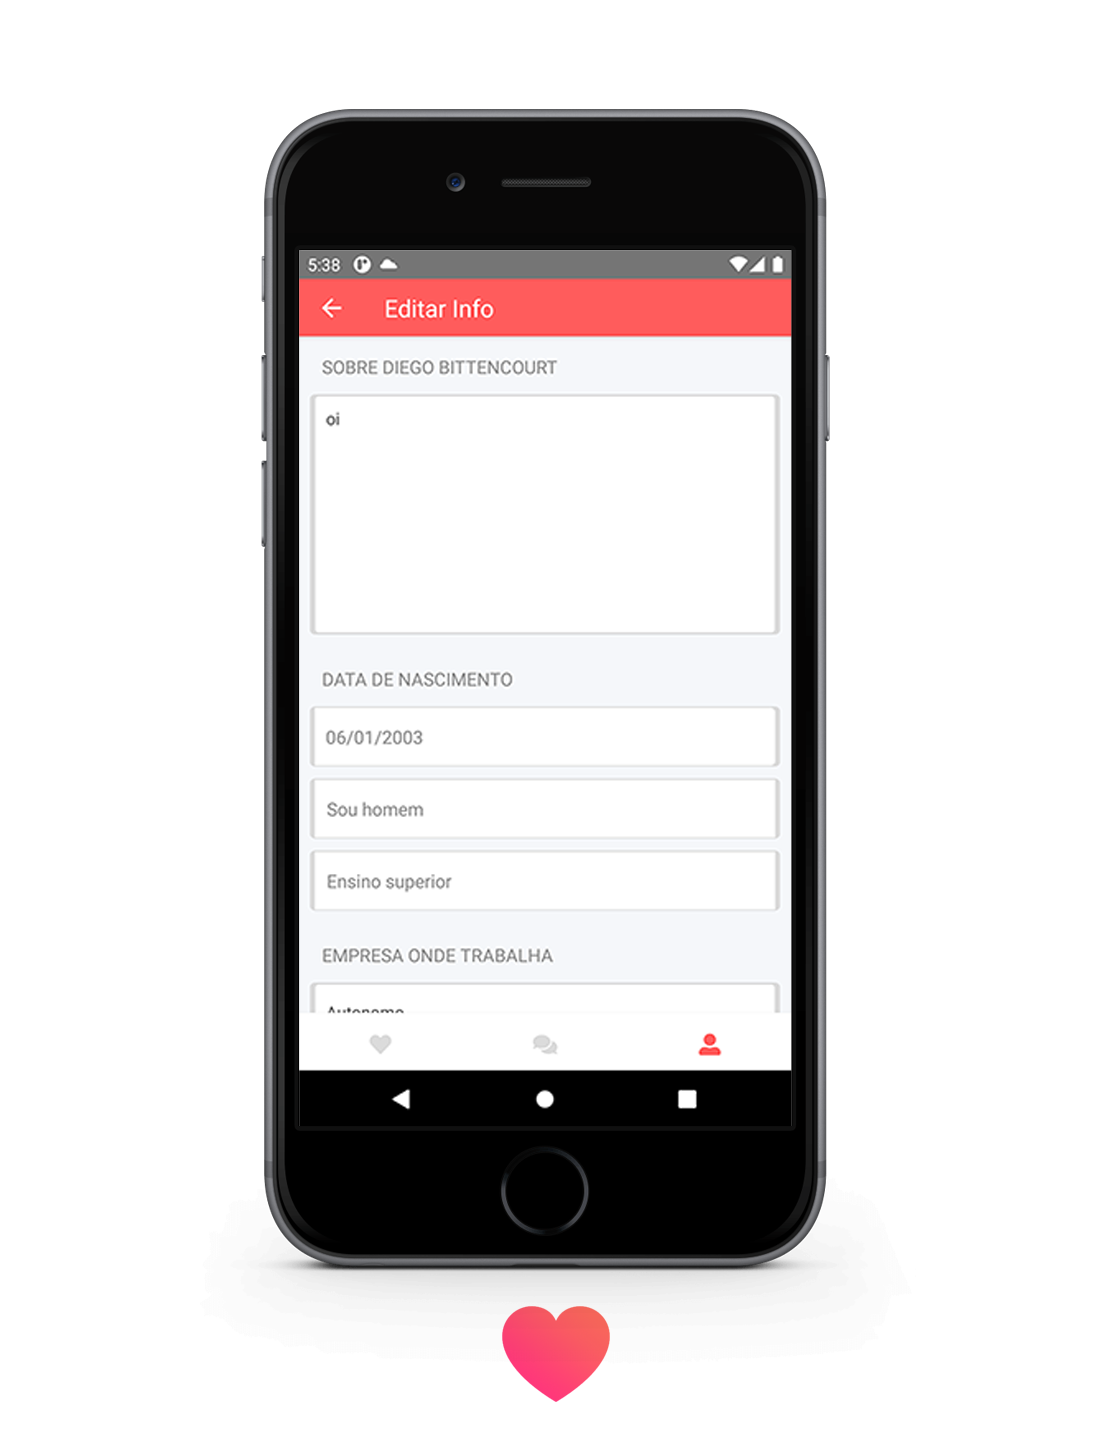 5:38
Editar Info
SOBRE DIEGO BITTENCOURT
oi
DATA DE NASCIMENTO
06/01/2003
Sou homem
Ensino superior
EMPRESA ONDE TRABALHA
Autonomo